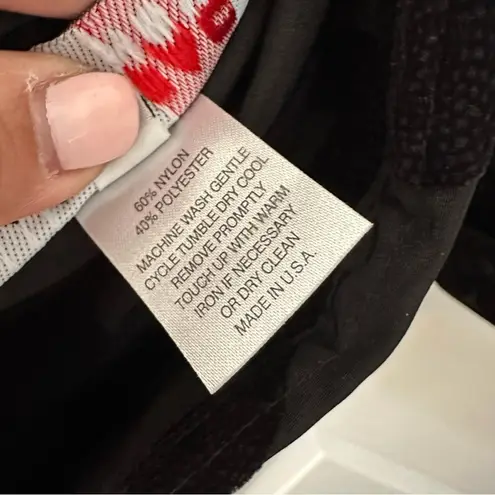 60% NYLON
40% POLYESTER
MACHINE WASH GENTLE
CYCLE TUMBLE DRY COOL
REMOVE PROMPTLY
TOUCH UP WITH WARM
IRON IF NECESSARY
OR DRY CLEAN
MADE IN U.S.A.